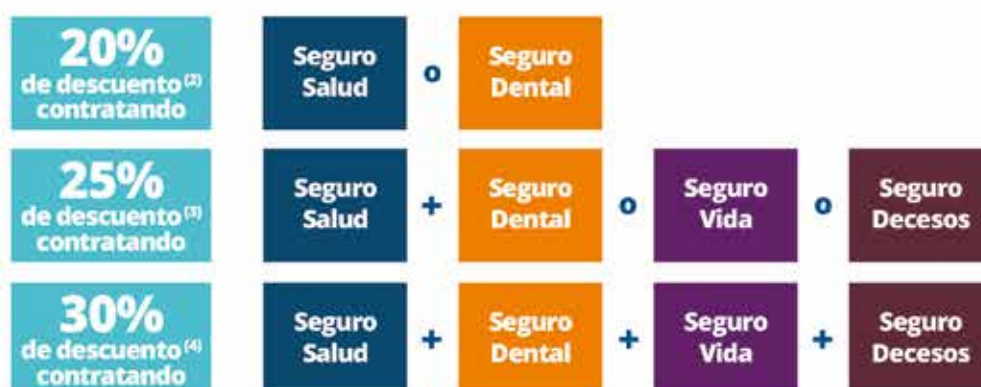 20%
de descuento(2)
contratando
Seguro
Salud
o
Seguro
Dental
25%
de descuento(3)
contratando
Seguro
Salud
+
Seguro
Dental
o
Seguro
Vida
o
Seguro
Decesos
30%
de descuento(4)
contratando
Seguro
Salud
+
Seguro
Dental
+
Seguro
Vida
+
Seguro
Decesos